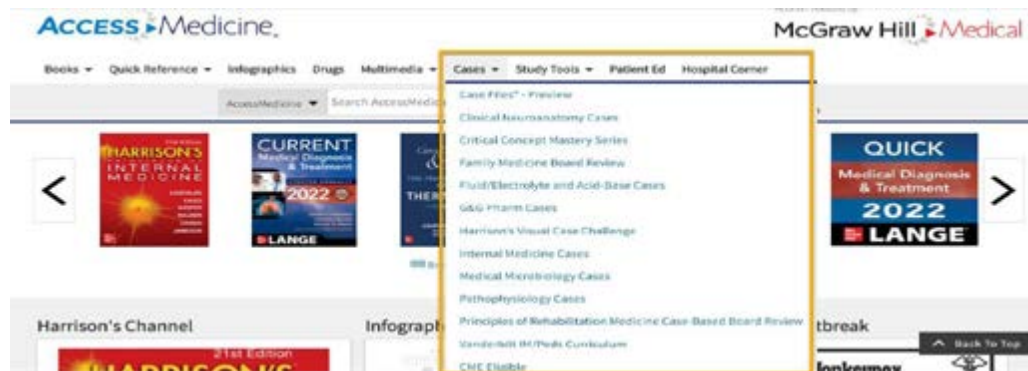 ACCESS Medicine
McGraw Hill Medical
Books Quick Reference Infographics Drugs Multimedia Cases Study Tools Patient Ed Hospital Corner
AccessMedicine Search AccessMedic
Case Files® - Preview
Clinical Neuroanatomy Cases
Critical Concept Mastery Series
Family Medicine Board Review
Fluid/Electrolyte and Acid-Base Cases
G&G Pharm Cases
Harrison's Visual Case Challenge
Internal Medicine Cases
Medical Microbiology Cases
Pathophysiology Cases
Principles of Rehabilitation Medicine Case-Based Board Review
Vanderbilt IM/Peds Curriculum
CME Eligible
HARRISON'S
INTERNAL
MEDICINE
CURRENT
Medical Diagnosis
& Treatment
2022
LANGE
THER
QUICK
Medical Diagnosis
& Treatment
2022
LANGE
Harrison's Channel
Infograph
tbreak
Back To Top
21st Edition
HARRISON'S